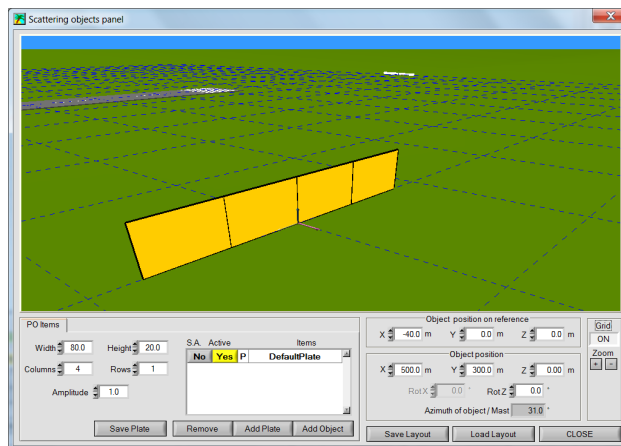 Scattering objects panel
PO Items
Width 80.0 Height 20.0
Columns 4 Rows 1
Amplitude 1.0
S.A. Active Items
No Yes P DefaultPlate
Save Plate Remove Add Plate Add Object
Object position on reference
X -40.0 m Y 0.0 m Z 0.0 m
Object position
X 500.0 m Y 300.0 m Z 0.00 m
RotX 0.0 ° RotZ 0.0 °
Azimuth of object / Mast 31.0 °
Save Layout Load Layout CLOSE
Grid
ON
Zoom
+ -